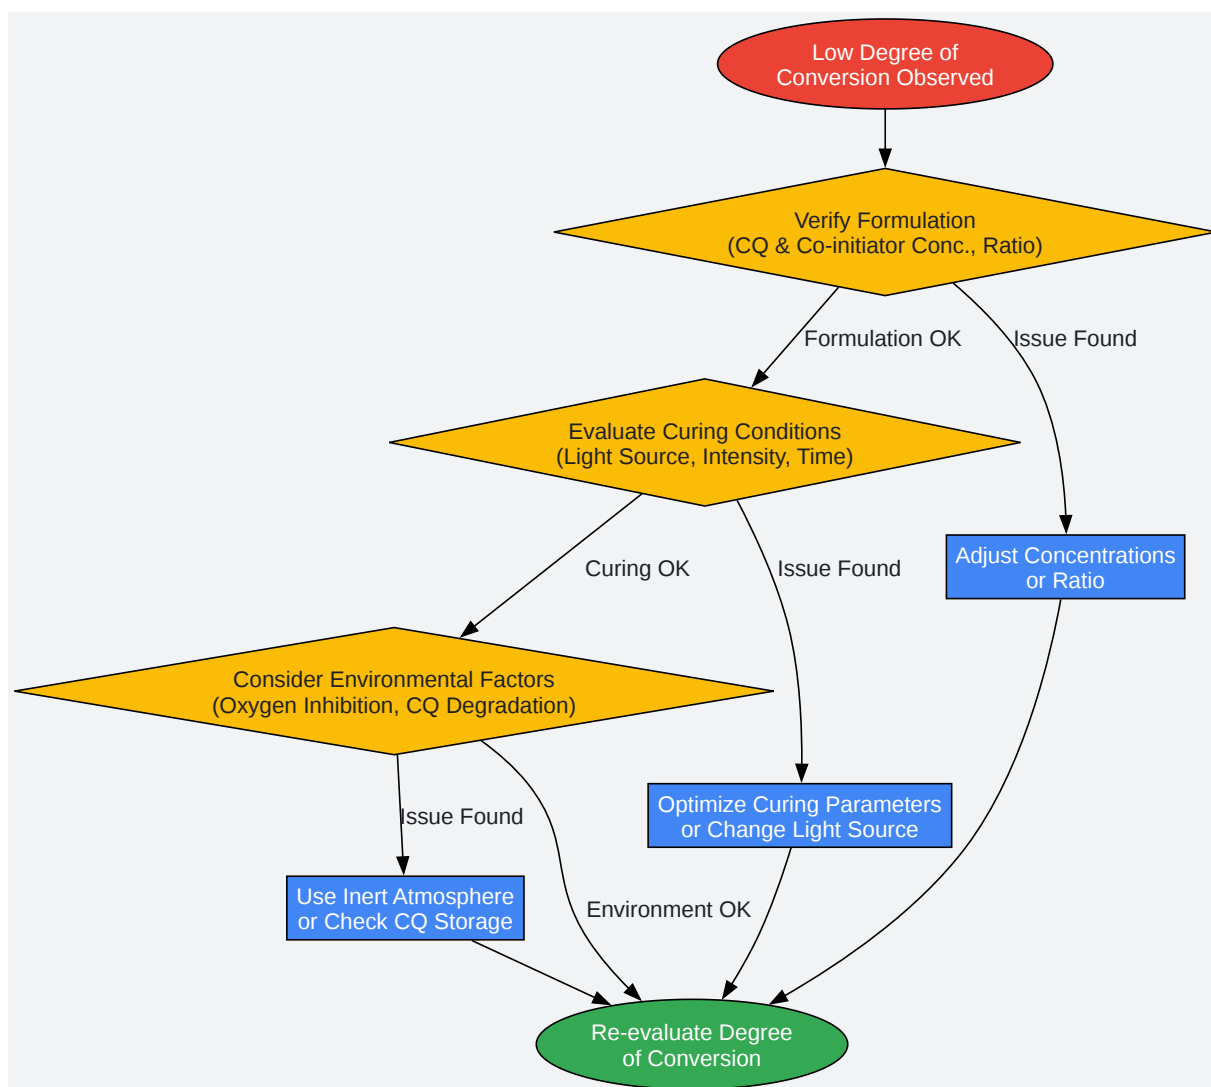 Low Degree of
Conversion Observed
Verify Formulation
(CQ & Co-initiator Conc., Ratio)
Formulation OK
Issue Found
Evaluate Curing Conditions
(Light Source, Intensity, Time)
Curing OK
Issue Found
Adjust Concentrations
or Ratio
Consider Environmental Factors
(Oxygen Inhibition, CQ Degradation)
Issue Found
Optimize Curing Parameters
or Change Light Source
Use Inert Atmosphere
or Check CQ Storage
Environment OK
Re-evaluate Degree
of Conversion